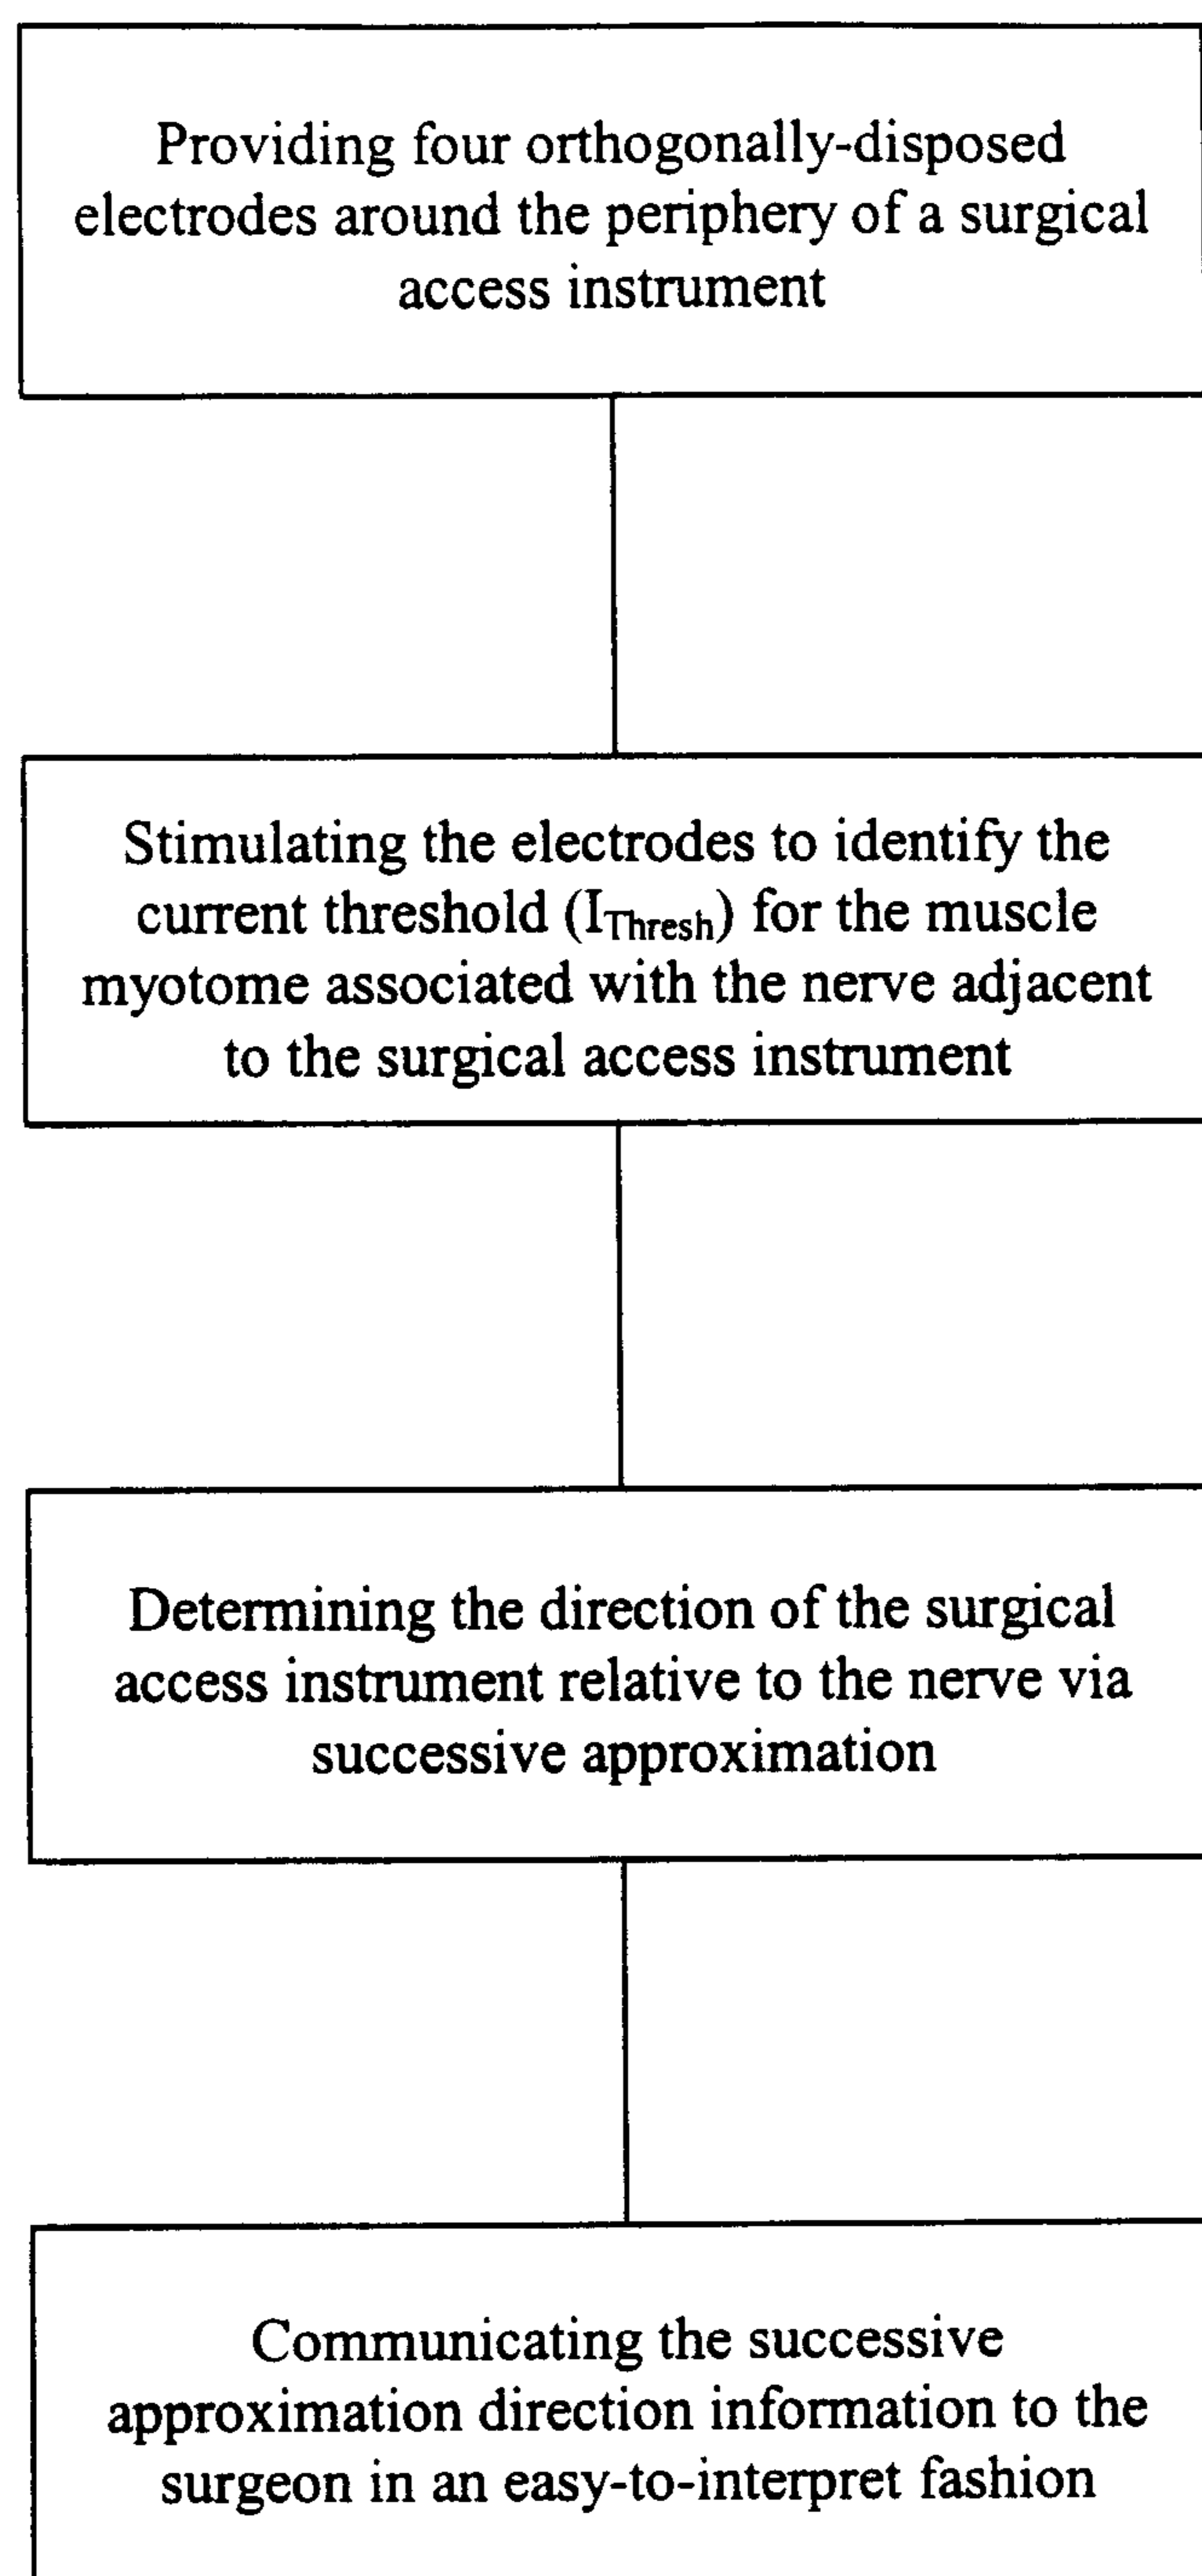 Providing four orthogonally-disposed
electrodes around the periphery of a surgical
access instrument
Stimulating the electrodes to identify the
current threshold (I_Thresh) for the muscle
myotome associated with the nerve adjacent
to the surgical access instrument
Determining the direction of the surgical
access instrument relative to the nerve via
successive approximation
Communicating the successive
approximation direction information to the
surgeon in an easy-to-interpret fashion